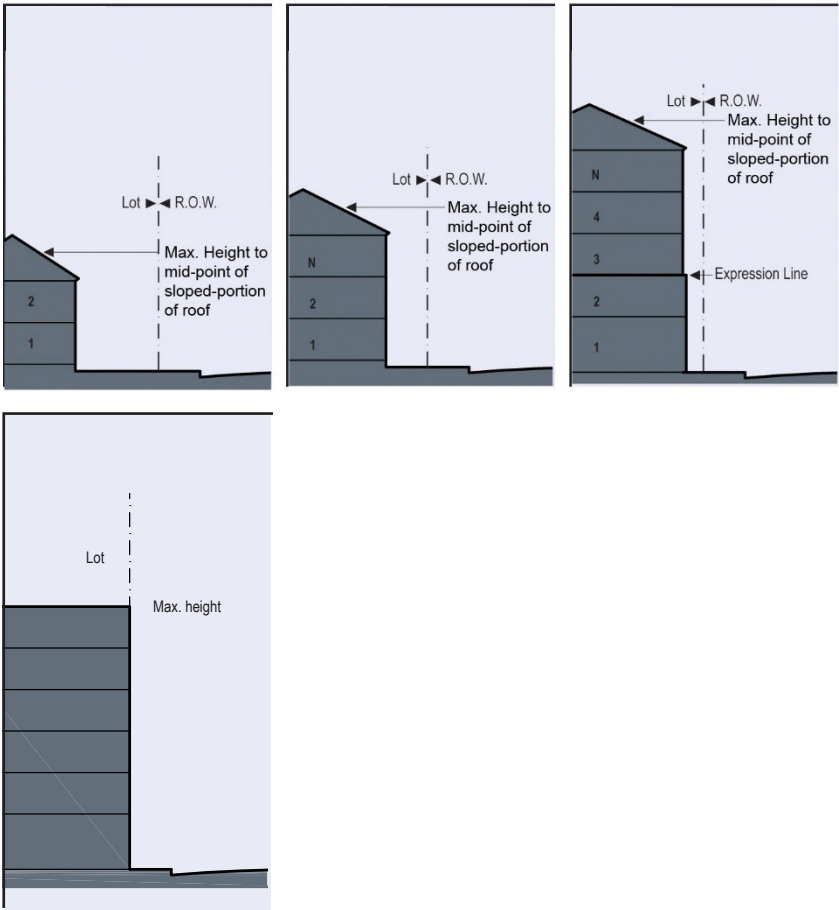 Lot ▶◀ R.O.W.
Max. Height to
mid-point of
sloped-portion
of roof
2
1
Lot ▶◀ R.O.W.
Max. Height to
mid-point of
sloped-portion
of roof
N
2
1
Lot ▶◀ R.O.W.
Max. Height to
mid-point of
sloped-portion
of roof
N
4
3
Expression Line
2
1
Lot
Max. height